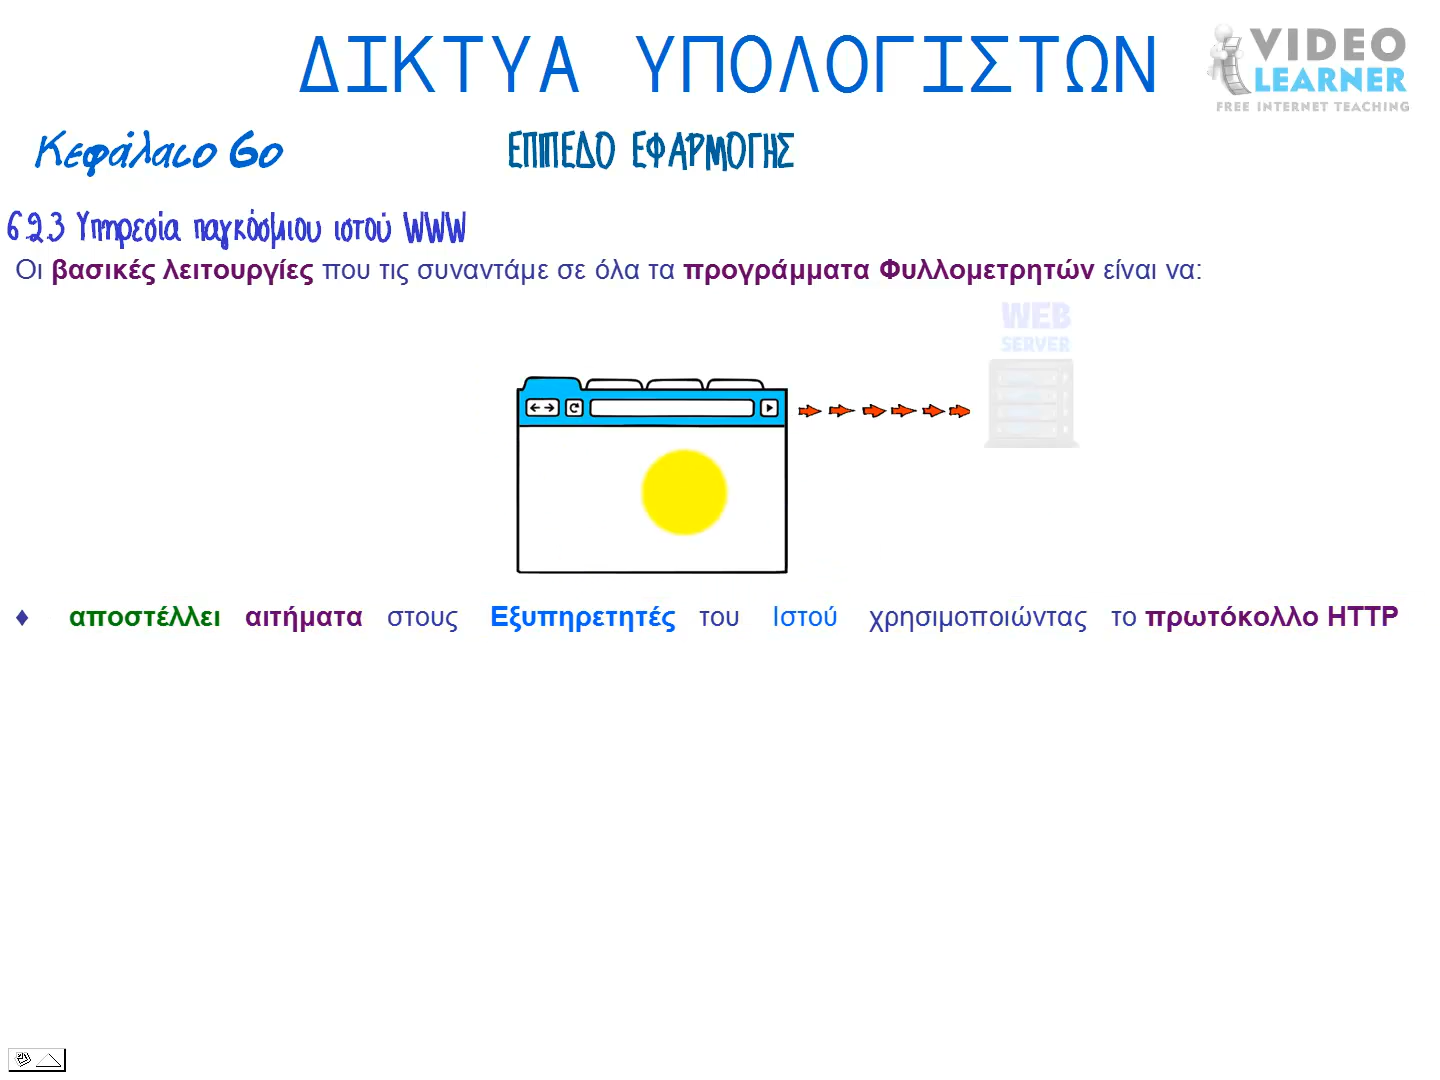 ΔΙΚΤΥΑ ΥΠΟΛΟΓΙΣΤΩΝ
VIDEO
LEARNER
FREE INTERNET TEACHING
Κεφάλαιο 6ο
ΕΠΙΠΕΔΟ ΕΦΑΡΜΟΓΗΣ
6.2.3 Υπηρεσία παγκόσμιου ιστού WWW
Οι βασικές λειτουργίες που τις συναντάμε σε όλα τα προγράμματα Φυλλομετρητών είναι να:
WEB
SERVER
♦ αποστέλλει αιτήματα στους Εξυπηρετητές του Ιστού χρησιμοποιώντας το πρωτόκολλο HTTP